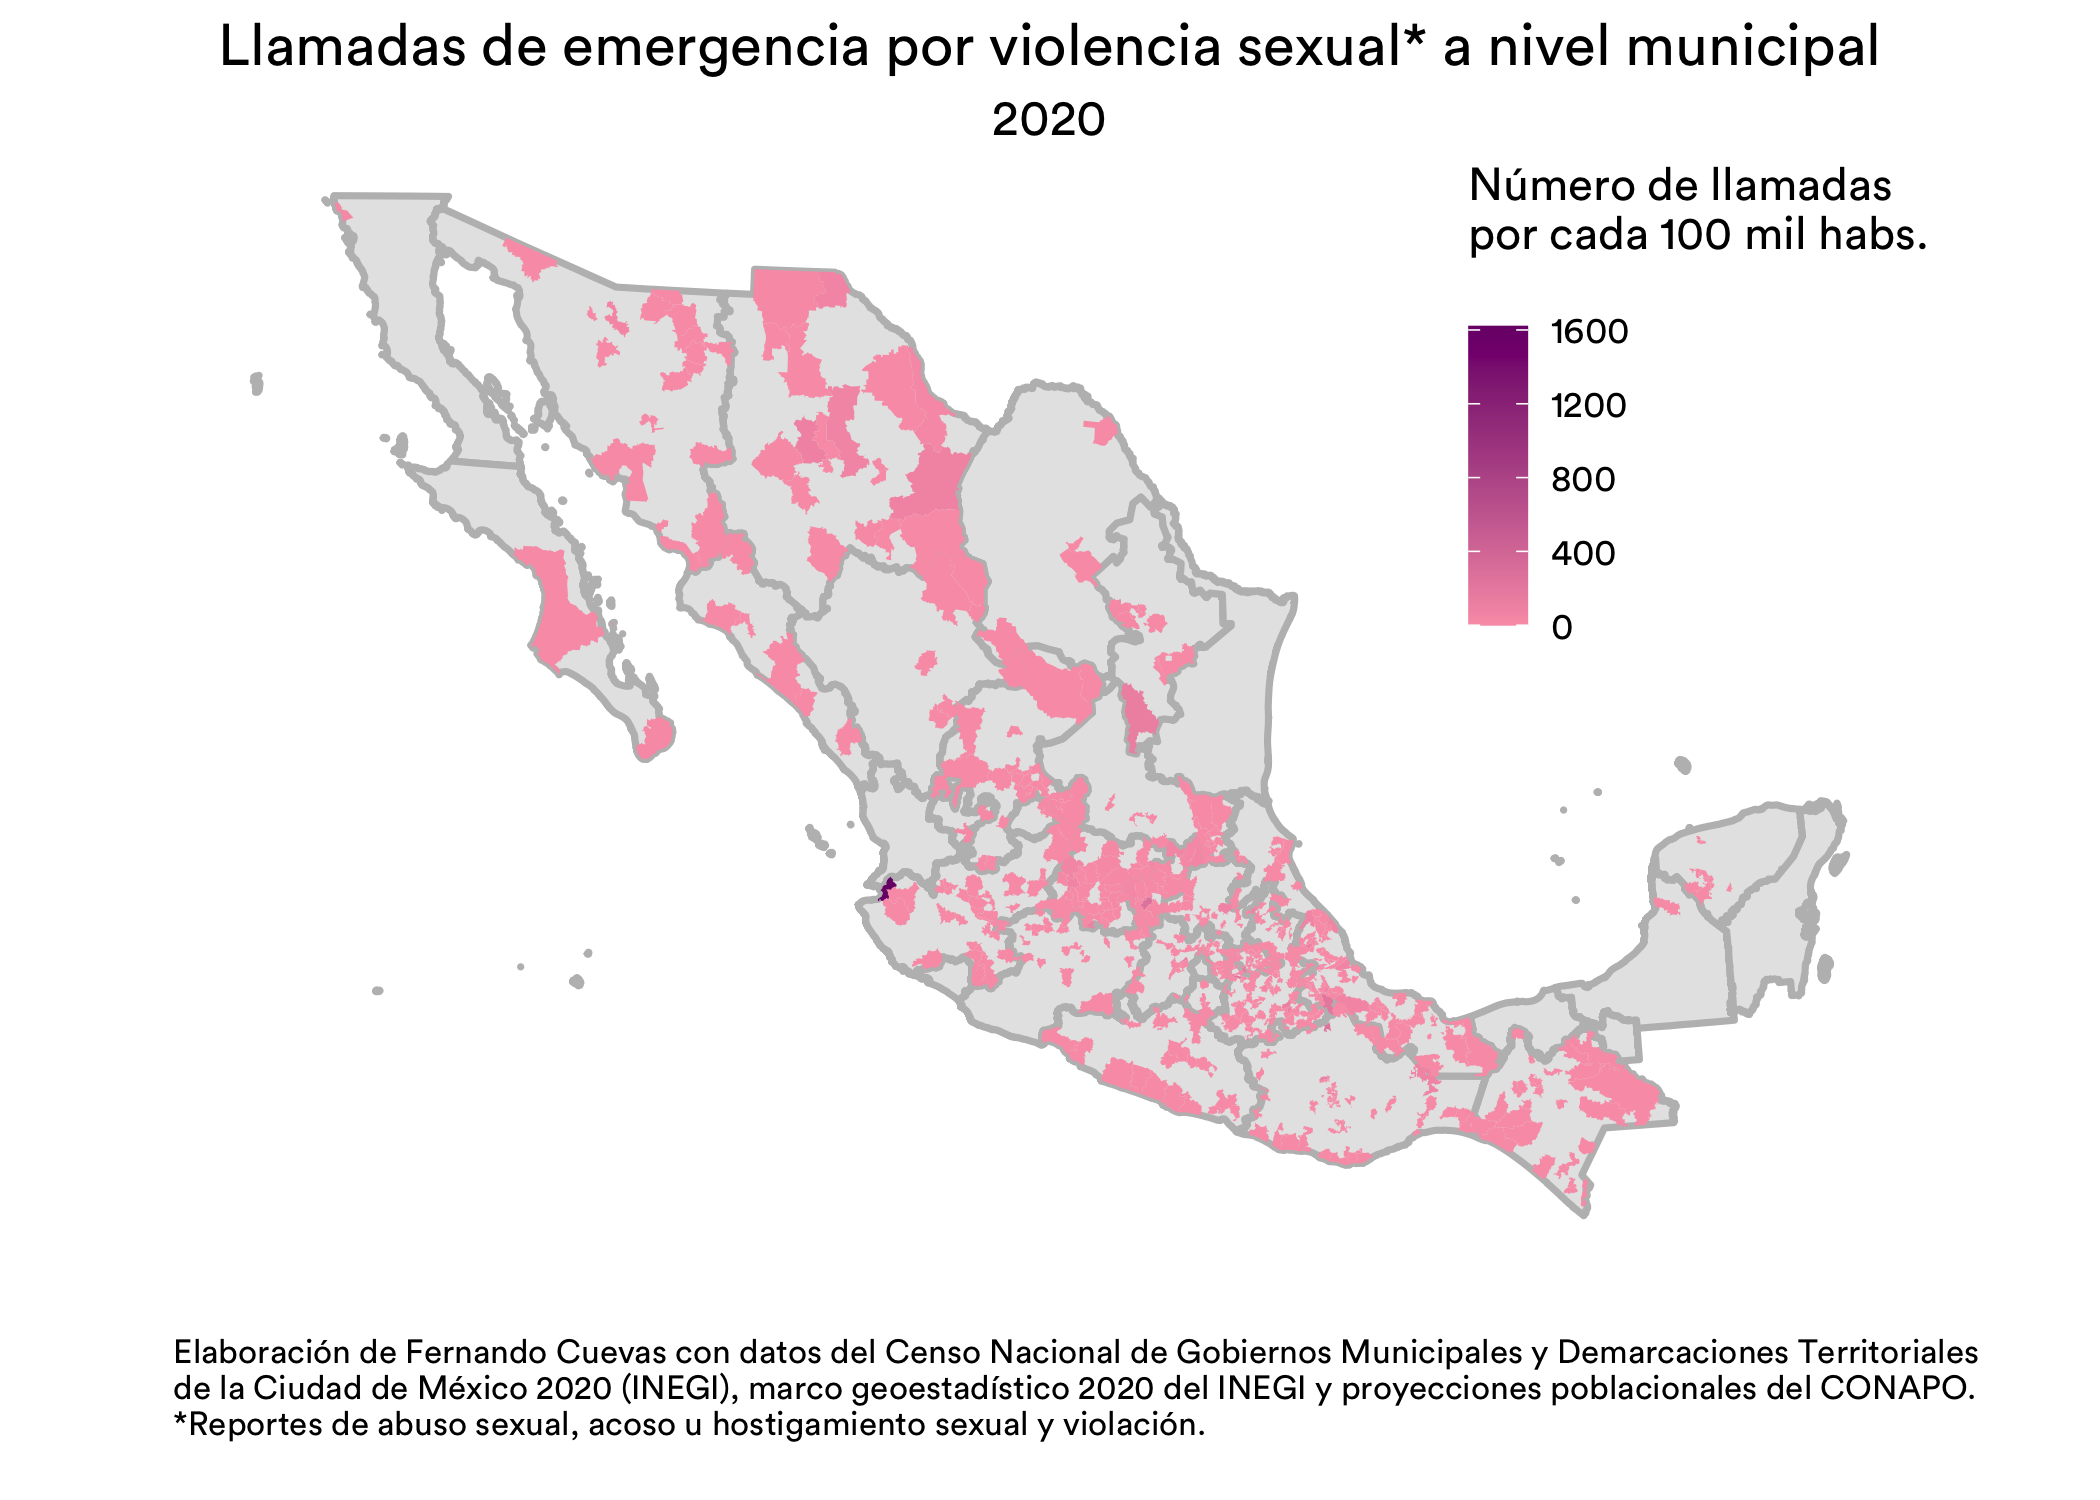 Llamadas de emergencia por violencia sexual* a nivel municipal
2020
Número de llamadas
por cada 100 mil habs.
1600
1200
800
400
0
Elaboración de Fernando Cuevas con datos del Censo Nacional de Gobiernos Municipales y Demarcaciones Territoriales
de la Ciudad de México 2020 (INEGI), marco geoestadístico 2020 del INEGI y proyecciones poblacionales del CONAPO.
*Reportes de abuso sexual, acoso u hostigamiento sexual y violación.